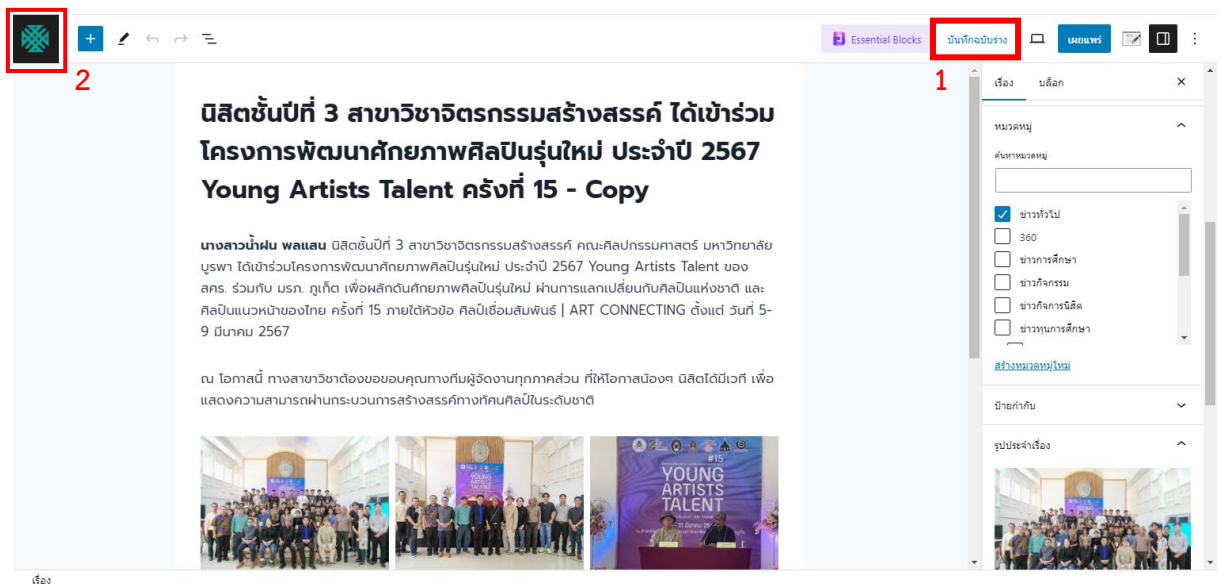 Essential Blocks
บันทึกฉบับร่าง
เผยแพร่
2
1
นิสิตชั้นปีที่ 3 สาขาวิชาจิตรกรรมสร้างสรรค์ ได้เข้าร่วม
โครงการพัฒนาศักยภาพศิลปินรุ่นใหม่ ประจำปี 2567
Young Artists Talent ครั้งที่ 15 - Copy
นางสาวน้ำฝน พลแสน นิสิตชั้นปีที่ 3 สาขาวิชาจิตรกรรมสร้างสรรค์ คณะศิลปกรรมศาสตร์ มหาวิทยาลัย
บูรพา ได้เข้าร่วมโครงการพัฒนาศักยภาพศิลปินรุ่นใหม่ ประจำปี 2567 Young Artists Talent ของ
สศร. ร่วมกับ มรภ. ภูเก็ต เพื่อผลักดันศักยภาพศิลปินรุ่นใหม่ ผ่านการแลกเปลี่ยนกับศิลปินแห่งชาติ และ
ศิลปินแนวหน้าของไทย ครั้งที่ 15 ภายใต้หัวข้อ ศิลป์เชื่อมสัมพันธ์ | ART CONNECTING ตั้งแต่ วันที่ 5-
9 มีนาคม 2567
ณ โอกาสนี้ ทางสาขาวิชาต้องขอขอบคุณทางทีมผู้จัดงานทุกภาคส่วน ที่ให้โอกาสน้องๆ นิสิตได้มีเวที เพื่อ
แสดงความสามารถผ่านกระบวนการสร้างสรรค์ทางทัศนศิลป์ในระดับชาติ
#15
YOUNG
ARTISTS
TALENT
เรื่อง บล็อก
หมวดหมู่
ค้นหาหมวดหมู่
ข่าวทั่วไป
360
ข่าวการศึกษา
ข่าวกิจกรรม
ข่าวกิจการนิสิต
ข่าวทุนการศึกษา
สร้างหมวดหมู่ใหม่
ป้ายกำกับ
รูปประจำเรื่อง
เรื่อง